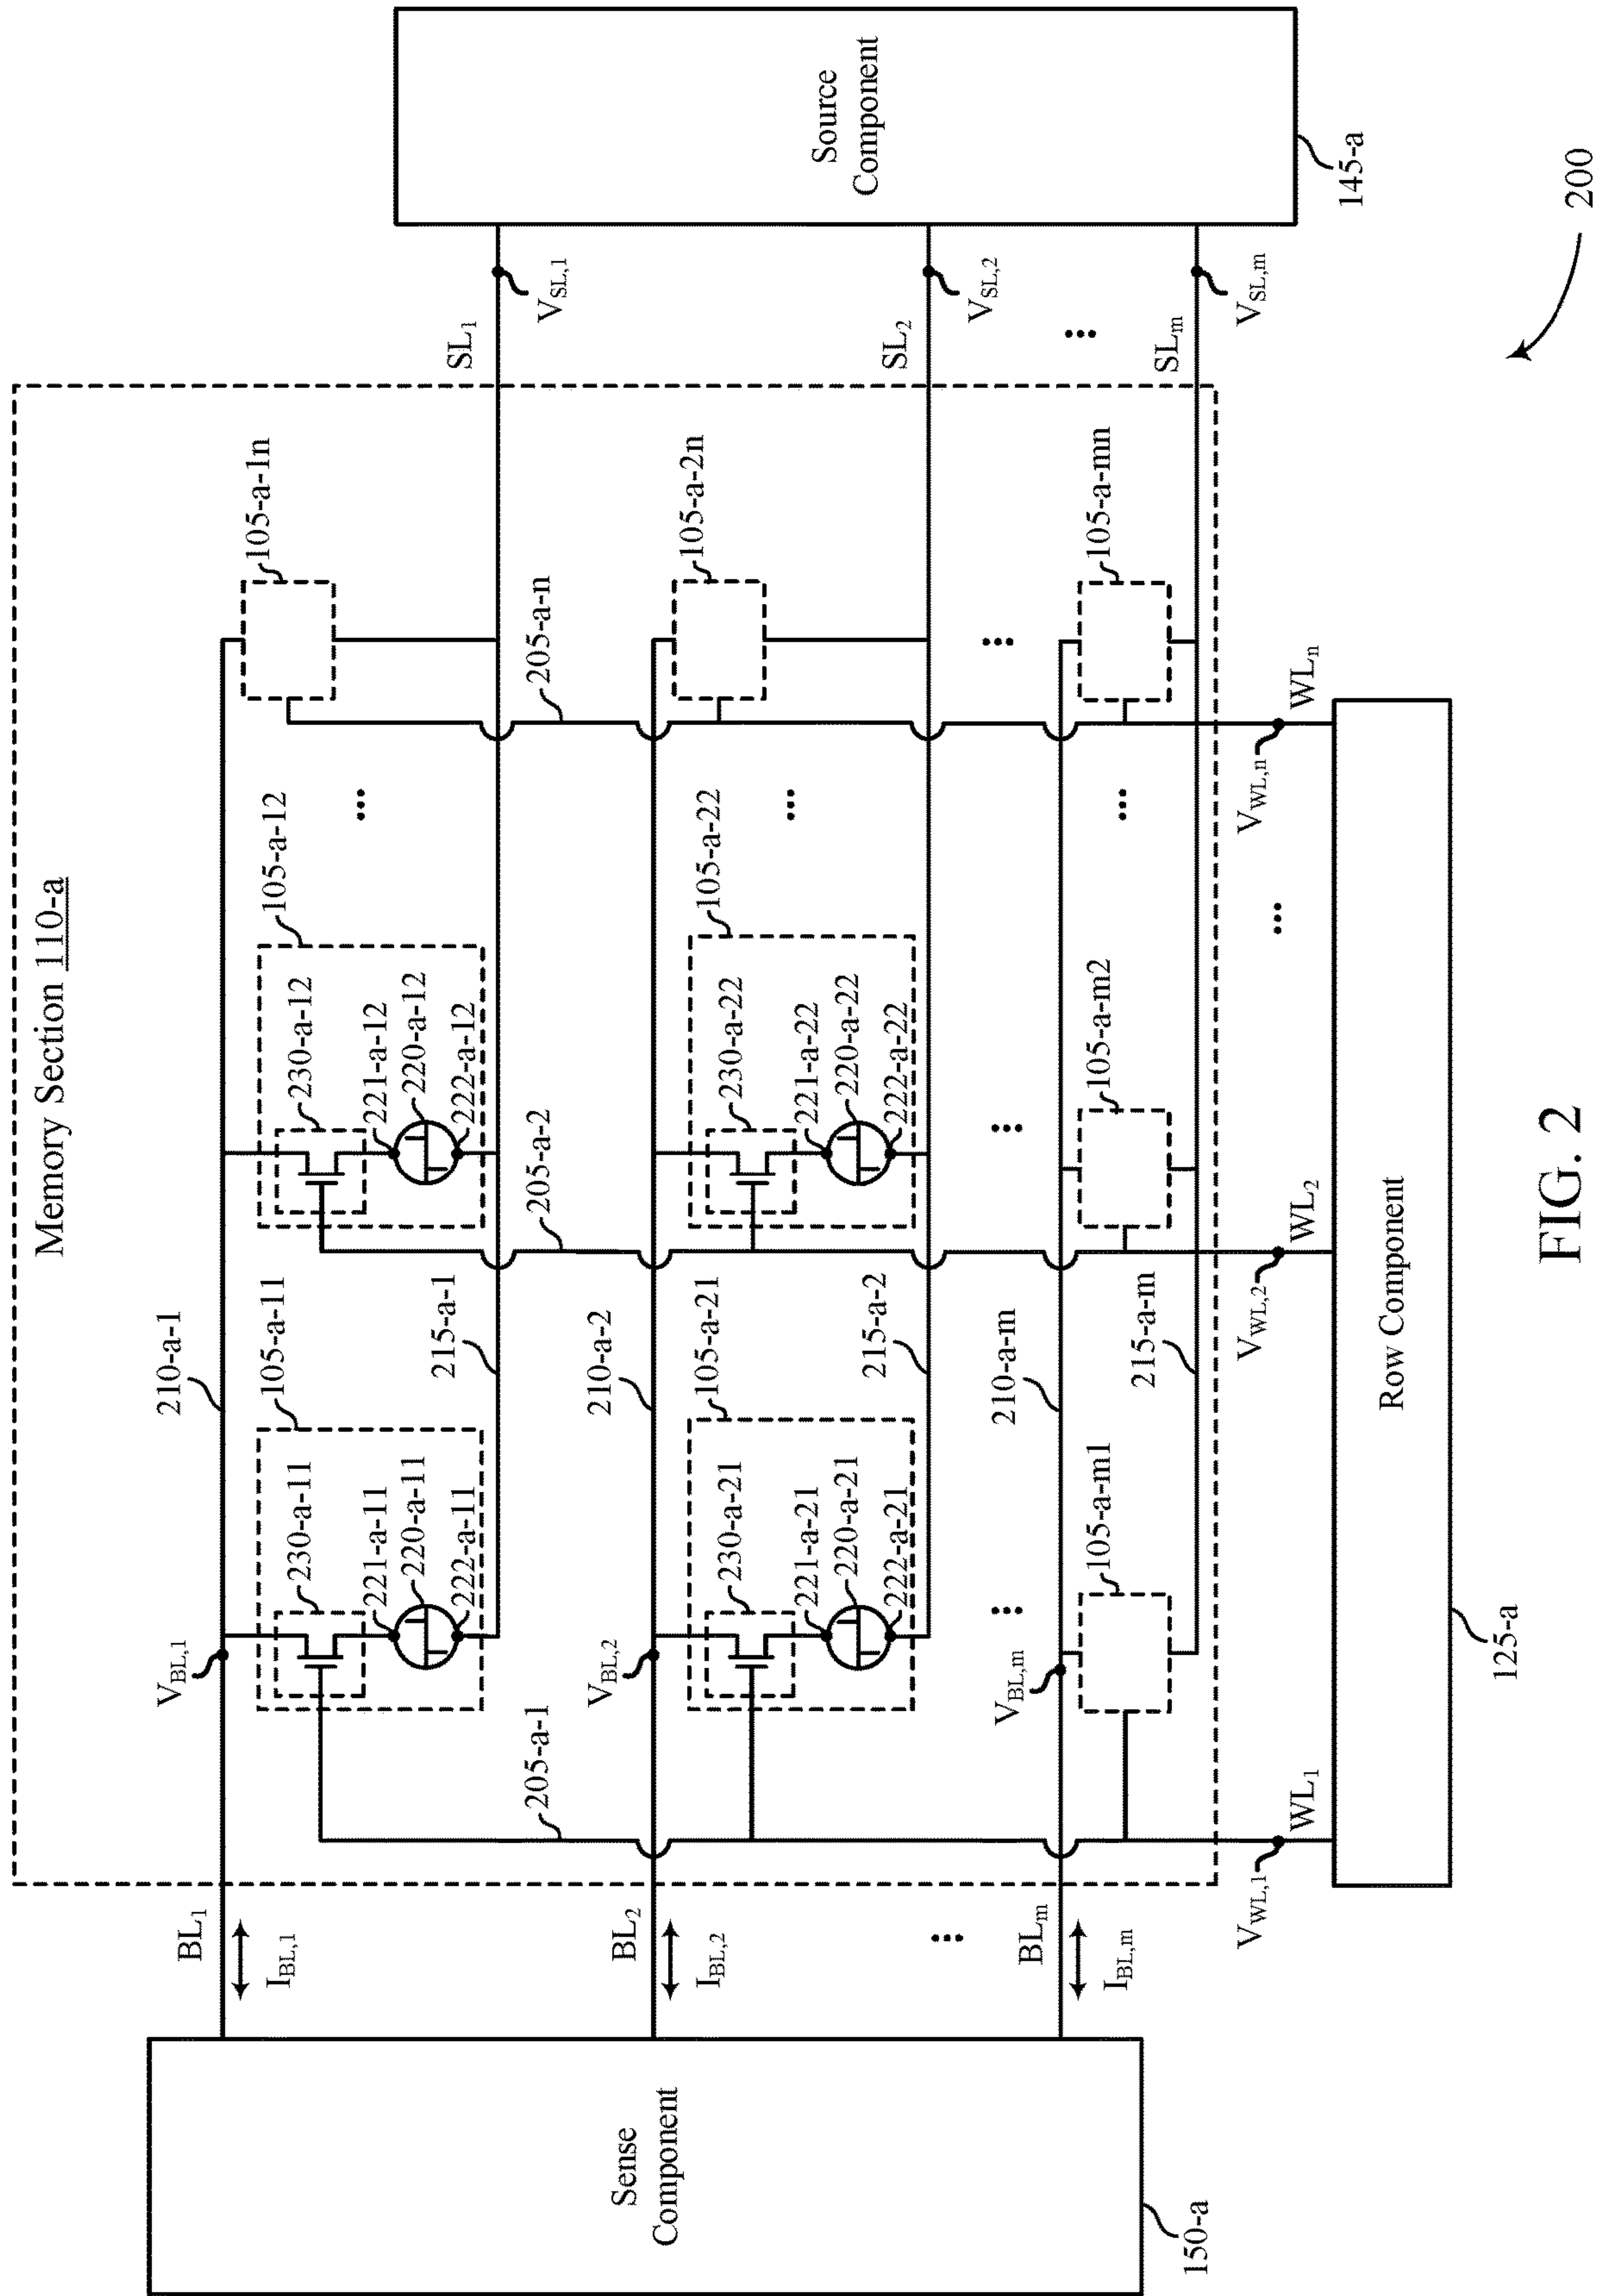 Memory Section 110-a
Sense
Component
150-a
BL1
IBL,1
BL2
IBL,2
⋮
BLm
IBL,m
VBL,1
210-a-1
105-a-11
230-a-11
221-a-11
220-a-11
222-a-11
205-a-1
215-a-1
105-a-12
230-a-12
221-a-12
220-a-12
222-a-12
205-a-2
...
105-a-1n
205-a-n
VBL,2
210-a-2
105-a-21
230-a-21
221-a-21
220-a-21
222-a-21
215-a-2
105-a-22
230-a-22
221-a-22
220-a-22
222-a-22
...
105-a-2n
⋮
⋮
⋮
VBL,m
210-a-m
105-a-m1
215-a-m
105-a-m2
...
105-a-mn
SL1
VSL,1
SL2
VSL,2
⋮
SLm
VSL,m
Source
Component
145-a
VWL,1
WL1
VWL,2
WL2
...
VWL,n
WLn
Row Component
125-a
200
FIG. 2